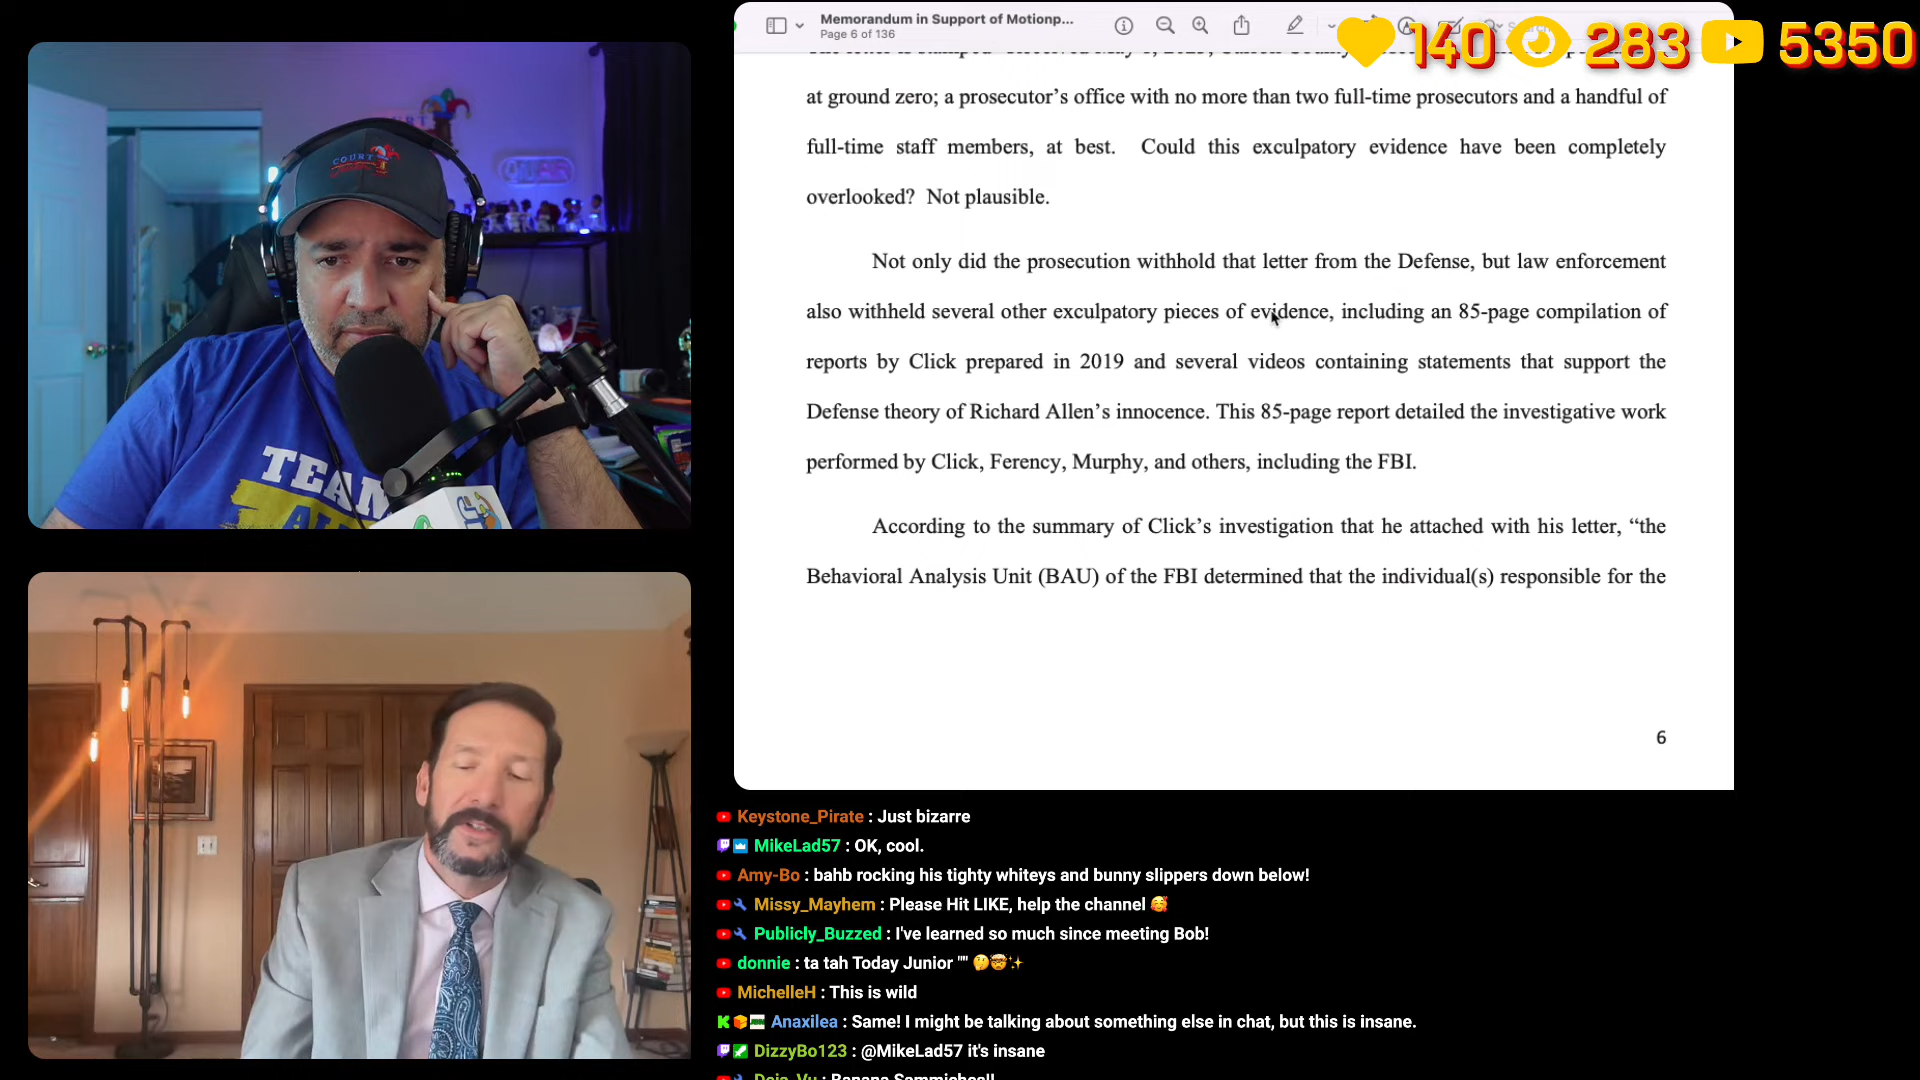 Memorandum in Support of Motionp...
Page 6 of 136
140
283
5350
at ground zero; a prosecutor's office with no more than two full-time prosecutors and a handful of
full-time staff members, at best. Could this exculpatory evidence have been completely
overlooked? Not plausible.
Not only did the prosecution withhold that letter from the Defense, but law enforcement
also withheld several other exculpatory pieces of evidence, including an 85-page compilation of
reports by Click prepared in 2019 and several videos containing statements that support the
Defense theory of Richard Allen's innocence. This 85-page report detailed the investigative work
performed by Click, Ferency, Murphy, and others, including the FBI.
According to the summary of Click's investigation that he attached with his letter, “the
Behavioral Analysis Unit (BAU) of the FBI determined that the individual(s) responsible for the
6
COURT
TEAM
Keystone_Pirate : Just bizarre
MikeLad57 : OK, cool.
Amy-Bo : bahb rocking his tighty whiteys and bunny slippers down below!
Missy_Mayhem : Please Hit LIKE, help the channel 🥰
Publicly_Buzzed : I've learned so much since meeting Bob!
donnie : ta tah Today Junior "" 🤔🤯✨
MichelleH : This is wild
Anaxilea : Same! I might be talking about something else in chat, but this is insane.
DizzyBo123 : @MikeLad57 it's insane